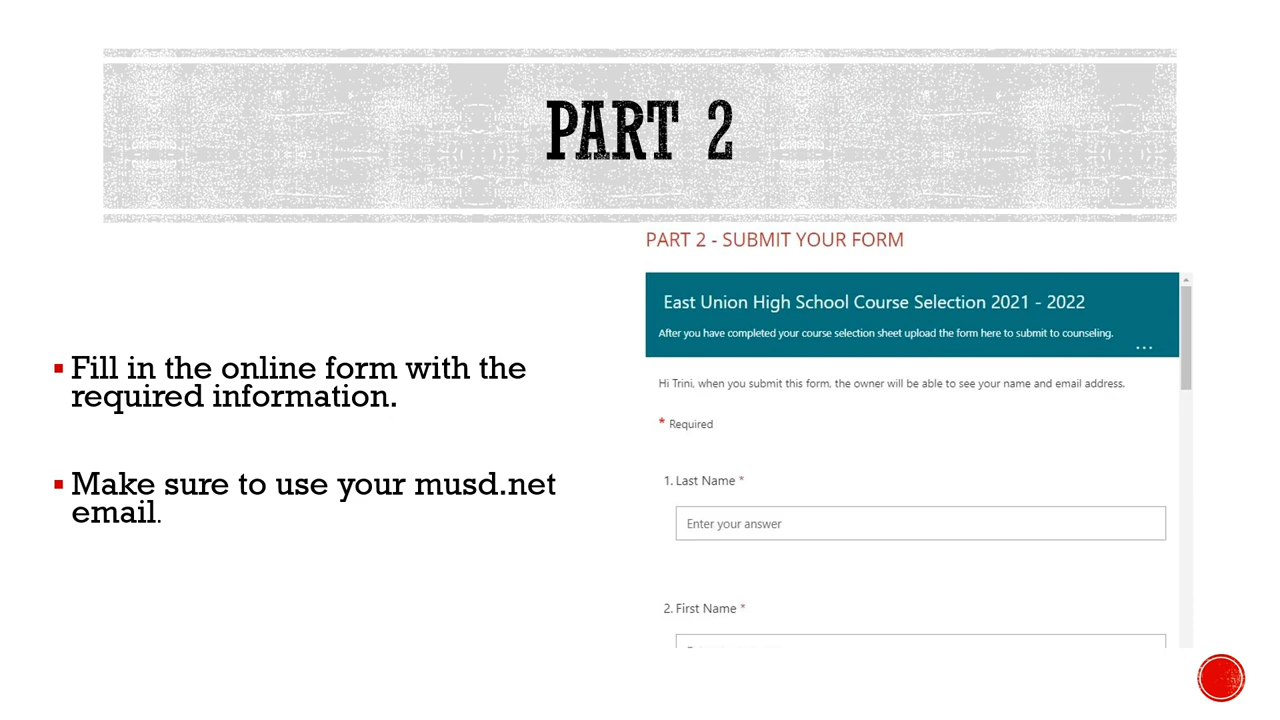 PART 2
Fill in the online form with the
required information.
Make sure to use your musd.net
email.
PART 2 - SUBMIT YOUR FORM
East Union High School Course Selection 2021 - 2022
After you have completed your course selection sheet upload the form here to submit to counseling.
...
Hi Trini, when you submit this form, the owner will be able to see your name and email address.
* Required
1. Last Name *
Enter your answer
2. First Name *